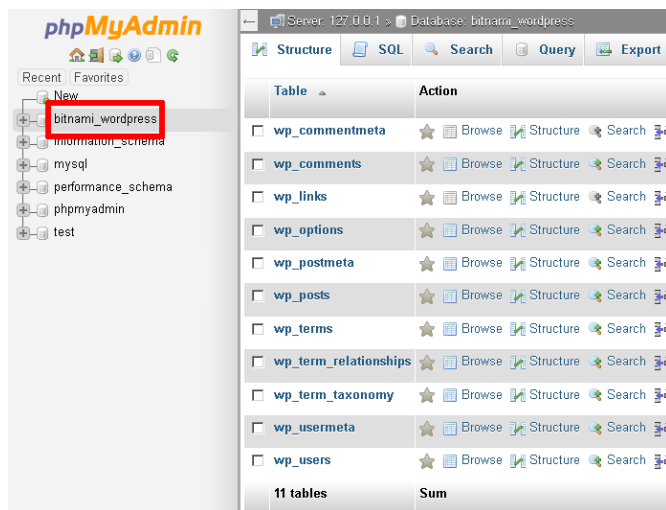 phpMyAdmin
Recent Favorites
New
bitnami_wordpress
information_schema
mysql
performance_schema
phpmyadmin
test
Server: 127.0.0.1 » Database: bitnami_wordpress
Structure SQL Search Query Export
Table Action
wp_commentmeta Browse Structure Search
wp_comments Browse Structure Search
wp_links Browse Structure Search
wp_options Browse Structure Search
wp_postmeta Browse Structure Search
wp_posts Browse Structure Search
wp_terms Browse Structure Search
wp_term_relationships Browse Structure Search
wp_term_taxonomy Browse Structure Search
wp_usermeta Browse Structure Search
wp_users Browse Structure Search
11 tables Sum